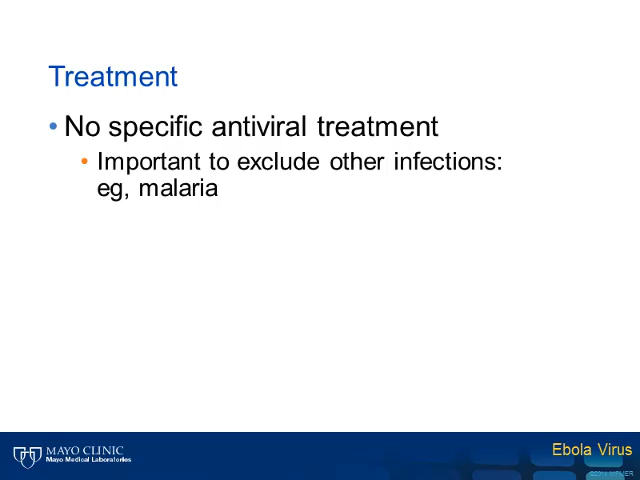 Treatment
• No specific antiviral treatment
• Important to exclude other infections:
eg, malaria
MAYO CLINIC
Mayo Medical Laboratories
Ebola Virus